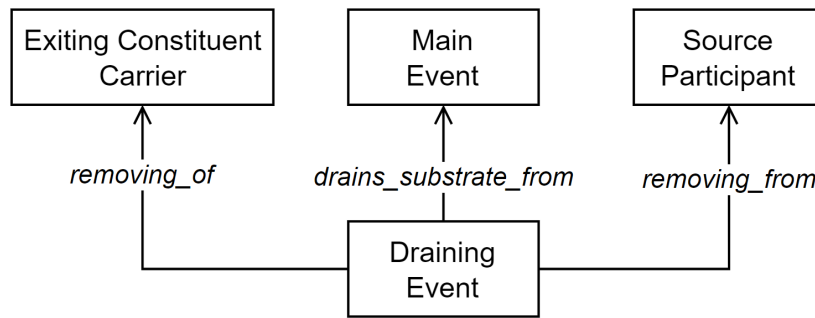 Exiting Constituent
Carrier
Main
Event
Source
Participant
removing_of
drains_substrate_from
removing_from
Draining
Event